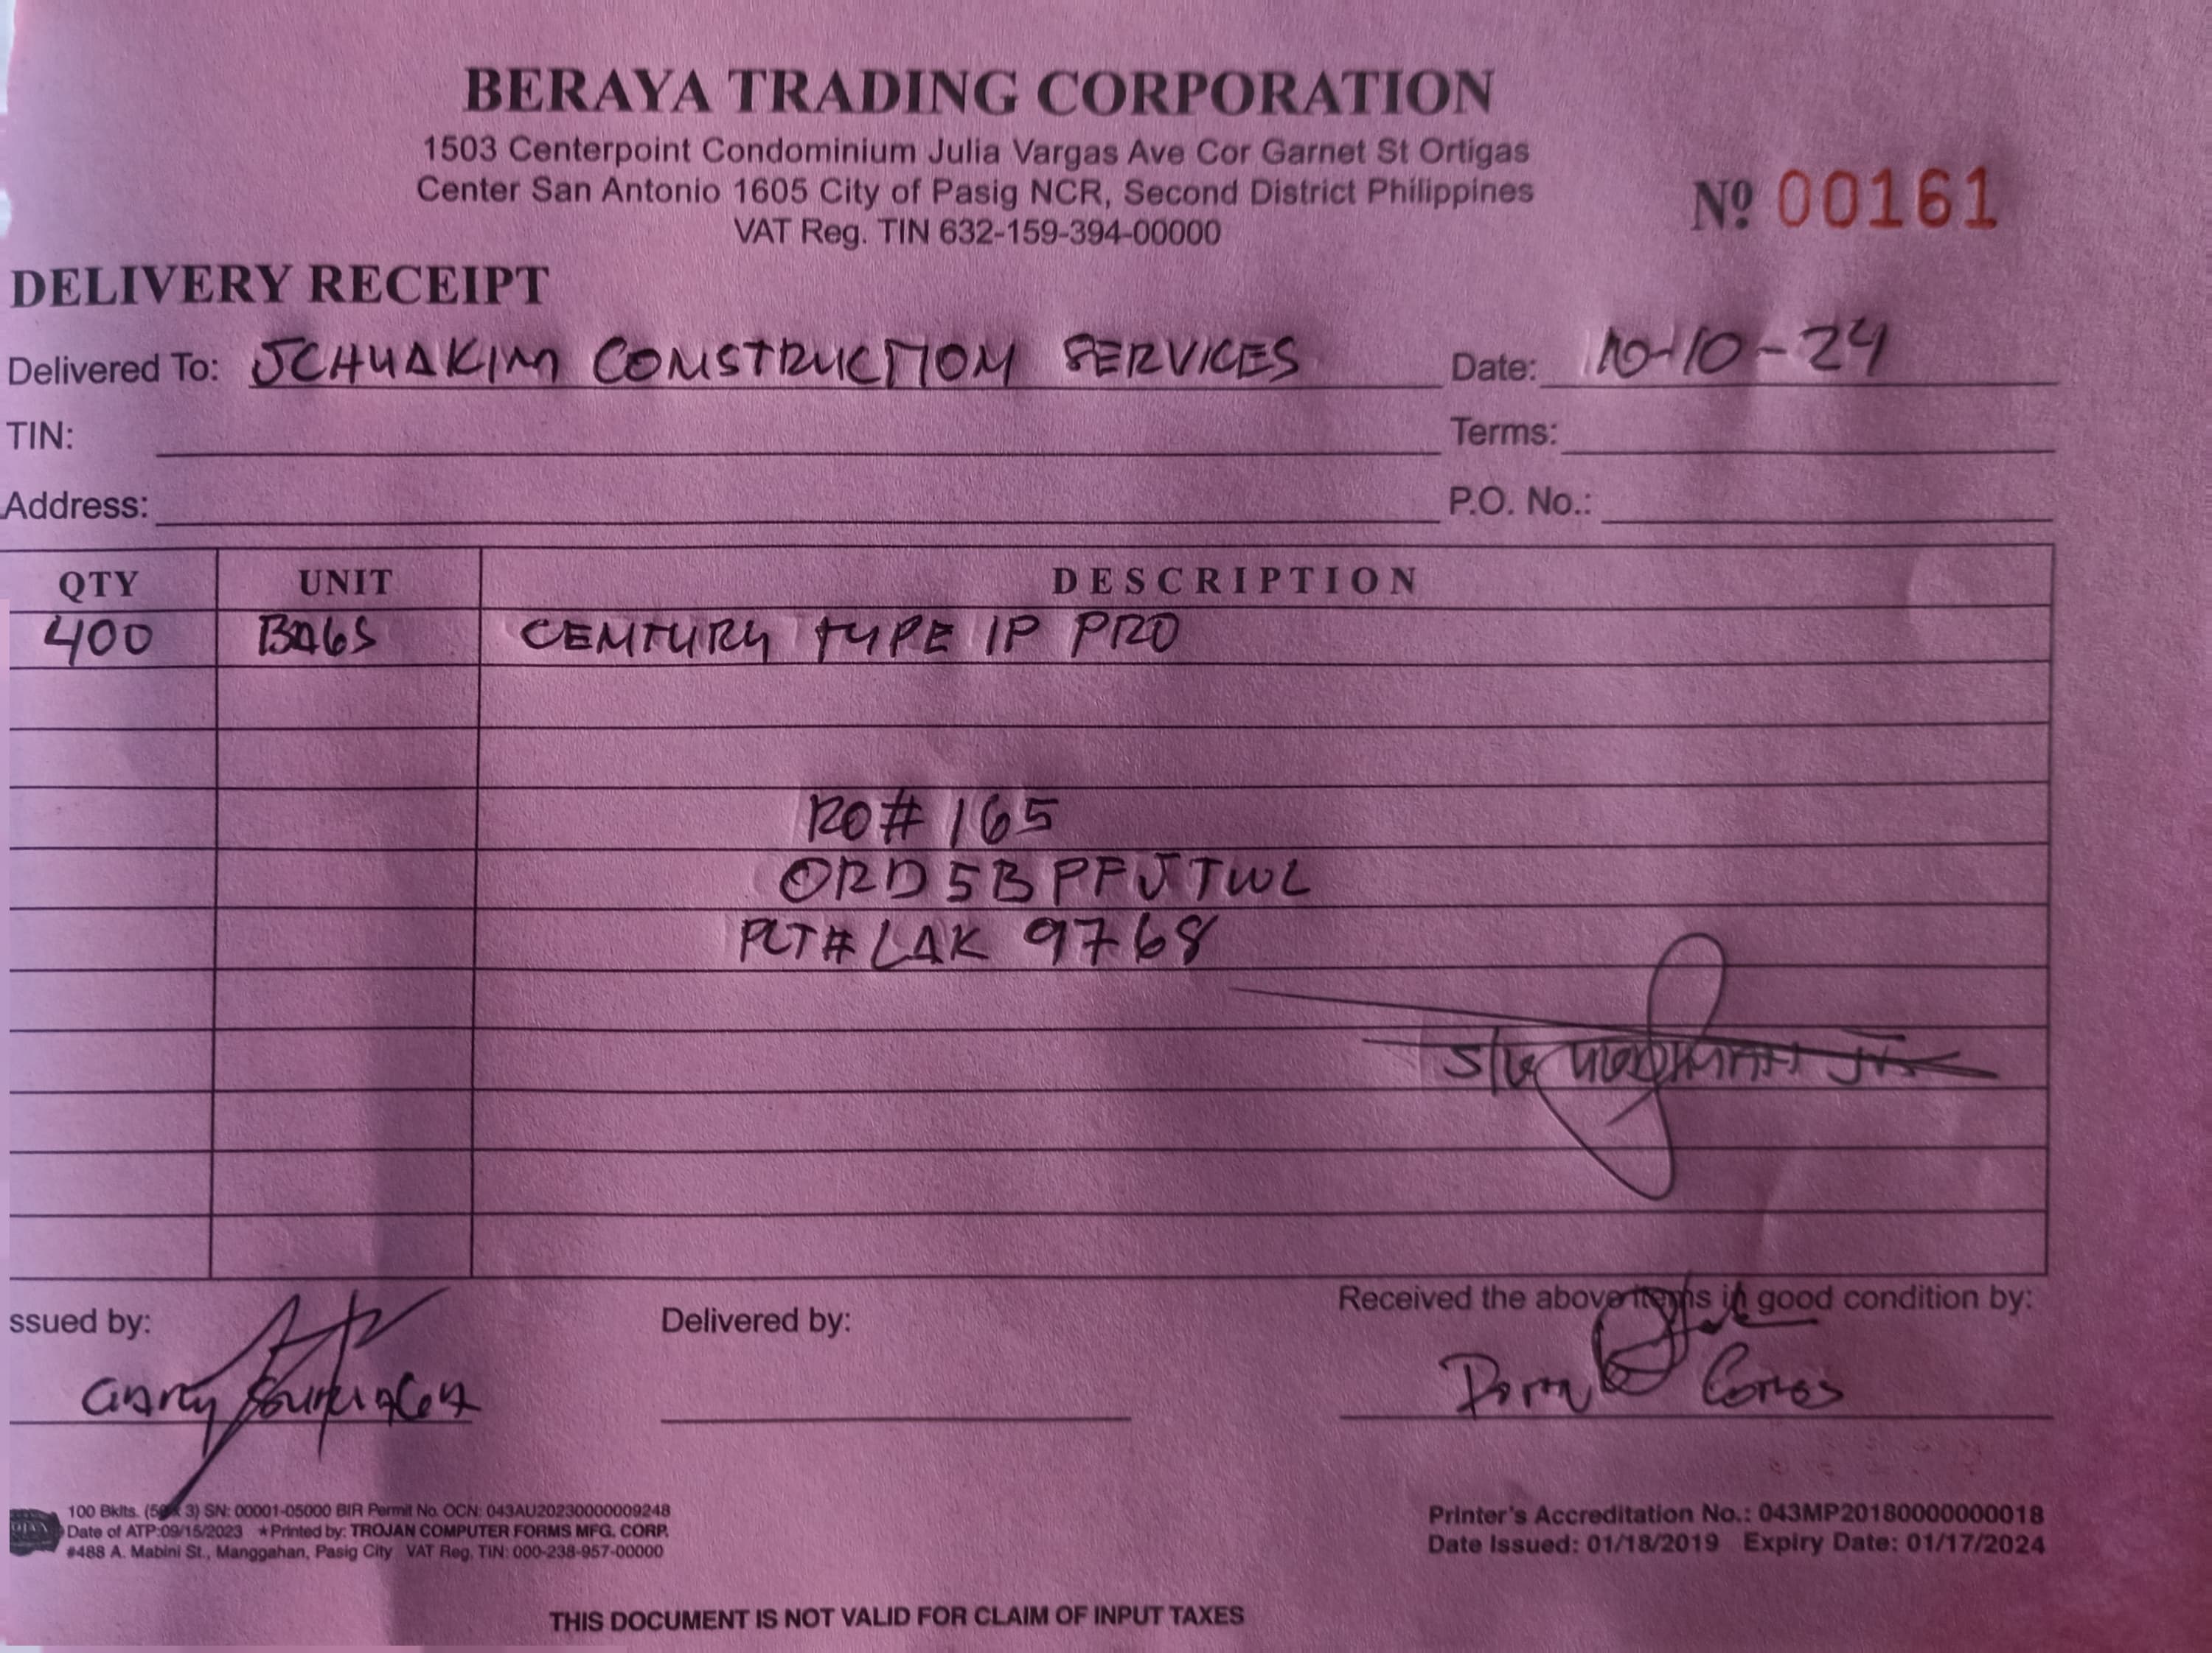 BERAYA TRADING CORPORATION
1503 Centerpoint Condominium Julia Vargas Ave Cor Garnet St Ortigas
Center San Antonio 1605 City of Pasig NCR, Second District Philippines
VAT Reg. TIN 632-159-394-00000
Nº 00161
DELIVERY RECEIPT
Delivered To: JCHUAKIM CONSTRUCTION SERVICES Date: 10-10-24
TIN: Terms:
Address: P.O. No.:
QTY UNIT DESCRIPTION
400 BAGS CENTURY TYPE 1P PRO
RO# 165
ORD5BPFJTWL
PLT# LAK 9768
ssued by: Delivered by: Received the above items in good condition by:
100 Bklts. (50 x 3) SN: 00001-05000 BIR Permit No. OCN: 043AU20230000009248
Date of ATP:09/15/2023 ★Printed by: TROJAN COMPUTER FORMS MFG. CORP.
#488 A. Mabini St., Manggahan, Pasig City VAT Reg. TIN: 000-238-957-00000
Printer's Accreditation No.: 043MP20180000000018
Date Issued: 01/18/2019 Expiry Date: 01/17/2024
THIS DOCUMENT IS NOT VALID FOR CLAIM OF INPUT TAXES